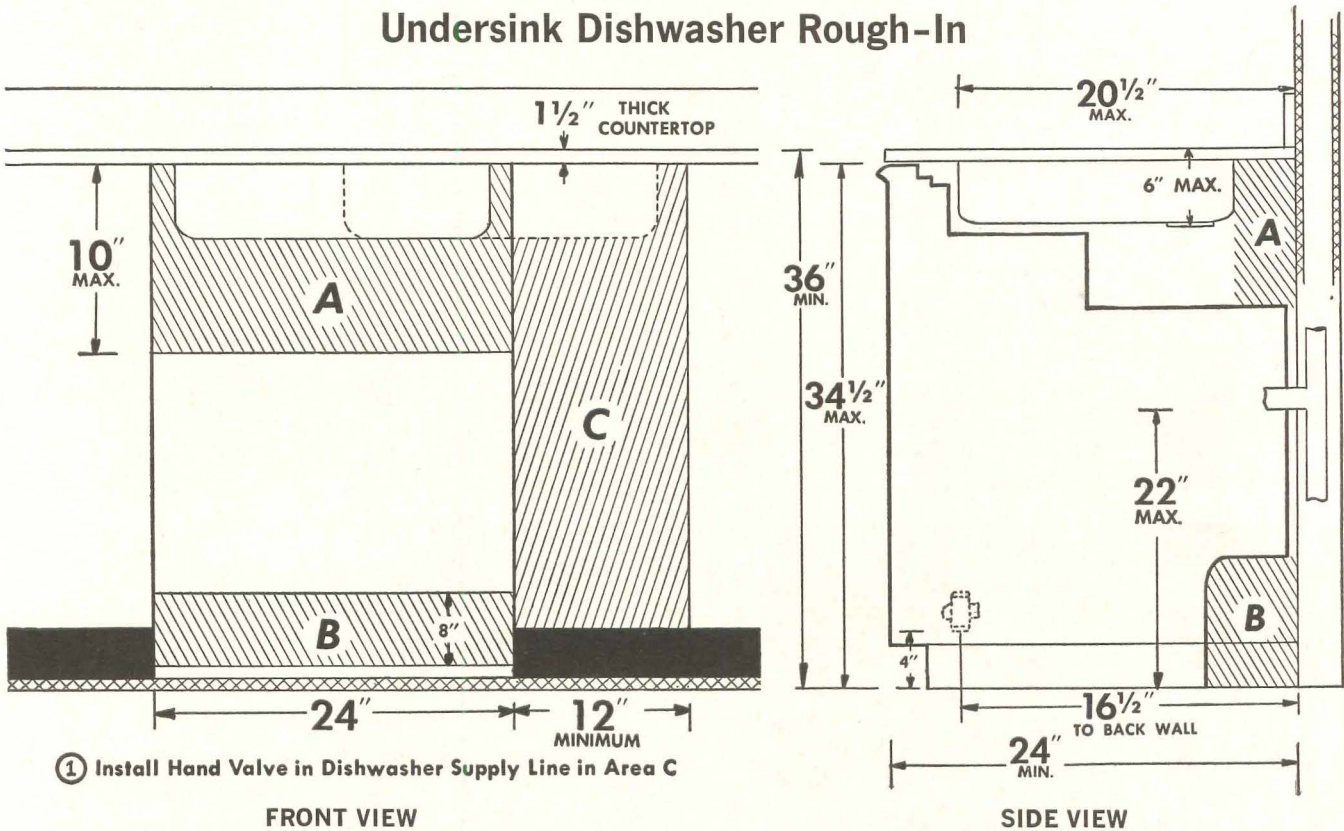 Undersink Dishwasher Rough-In
1½" THICK
COUNTERTOP
10"
MAX.
A
C
B
8"
24"
12"
MINIMUM
① Install Hand Valve in Dishwasher Supply Line in Area C
FRONT VIEW
20½"
MAX.
6" MAX.
A
36"
MIN.
34½"
MAX.
22"
MAX.
B
4"
16½"
TO BACK WALL
24"
MIN.
SIDE VIEW